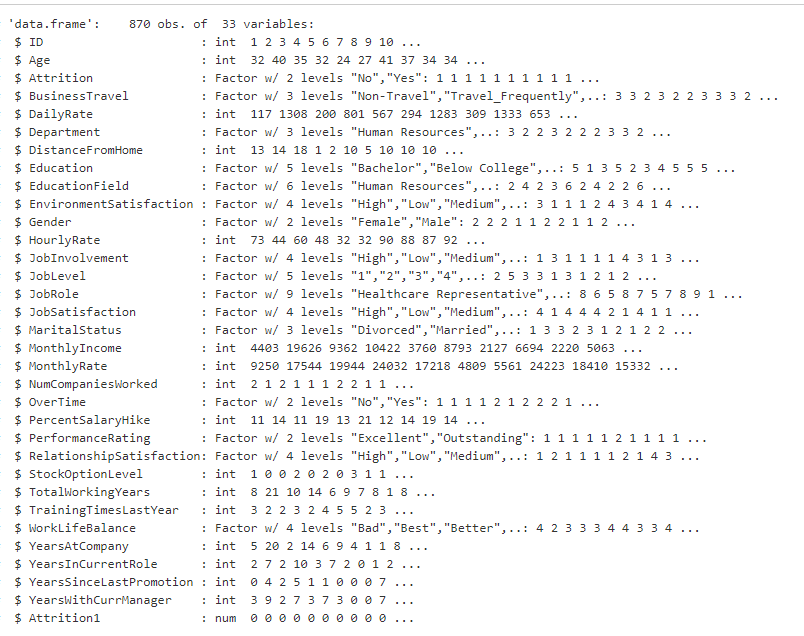 'data.frame':    870 obs. of  33 variables:
 $ ID                      : int  1 2 3 4 5 6 7 8 9 10 ...
 $ Age                     : int  32 40 35 32 24 27 41 37 34 34 ...
 $ Attrition               : Factor w/ 2 levels "No","Yes": 1 1 1 1 1 1 1 1 1 1 ...
 $ BusinessTravel          : Factor w/ 3 levels "Non-Travel","Travel_Frequently",..: 3 3 2 3 2 2 3 3 3 2 ...
 $ DailyRate               : int  117 1308 200 801 567 294 1283 309 1333 653 ...
 $ Department              : Factor w/ 3 levels "Human Resources",..: 3 2 2 3 2 2 2 3 3 2 ...
 $ DistanceFromHome        : int  13 14 18 1 2 10 5 10 10 10 ...
 $ Education               : Factor w/ 5 levels "Bachelor","Below College",..: 5 1 3 5 2 3 4 5 5 5 ...
 $ EducationField          : Factor w/ 6 levels "Human Resources",..: 2 4 2 3 6 2 4 2 2 6 ...
 $ EnvironmentSatisfaction : Factor w/ 4 levels "High","Low","Medium",..: 3 1 1 1 2 4 3 4 1 4 ...
 $ Gender                  : Factor w/ 2 levels "Female","Male": 2 2 2 1 1 2 2 1 1 2 ...
 $ HourlyRate              : int  73 44 60 48 32 32 90 88 87 92 ...
 $ JobInvolvement          : Factor w/ 4 levels "High","Low","Medium",..: 1 3 1 1 1 1 4 3 1 3 ...
 $ JobLevel                : Factor w/ 5 levels "1","2","3","4",..: 2 5 3 3 1 3 1 2 1 2 ...
 $ JobRole                 : Factor w/ 9 levels "Healthcare Representative",..: 8 6 5 8 7 5 7 8 9 1 ...
 $ JobSatisfaction         : Factor w/ 4 levels "High","Low","Medium",..: 4 1 4 4 4 2 1 4 1 1 ...
 $ MaritalStatus           : Factor w/ 3 levels "Divorced","Married",..: 1 3 3 2 3 1 2 1 2 2 ...
 $ MonthlyIncome           : int  4403 19626 9362 10422 3760 8793 2127 6694 2220 5063 ...
 $ MonthlyRate             : int  9250 17544 19944 24032 17218 4809 5561 24223 18410 15332 ...
 $ NumCompaniesWorked      : int  2 1 2 1 1 1 2 2 1 1 ...
 $ OverTime                : Factor w/ 2 levels "No","Yes": 1 1 1 1 2 1 2 2 2 1 ...
 $ PercentSalaryHike       : int  11 14 11 19 13 21 12 14 19 14 ...
 $ PerformanceRating       : Factor w/ 2 levels "Excellent","Outstanding": 1 1 1 1 1 2 1 1 1 1 ...
 $ RelationshipSatisfaction: Factor w/ 4 levels "High","Low","Medium",..: 1 2 1 1 1 1 2 1 4 3 ...
 $ StockOptionLevel        : int  1 0 0 2 0 2 0 3 1 1 ...
 $ TotalWorkingYears       : int  8 21 10 14 6 9 7 8 1 8 ...
 $ TrainingTimesLastYear   : int  3 2 2 3 2 4 5 5 2 3 ...
 $ WorkLifeBalance         : Factor w/ 4 levels "Bad","Best","Better",..: 4 2 3 3 3 4 4 3 3 4 ...
 $ YearsAtCompany          : int  5 20 2 14 6 9 4 1 1 8 ...
 $ YearsInCurrentRole      : int  2 7 2 10 3 7 2 0 1 2 ...
 $ YearsSinceLastPromotion : int  0 4 2 5 1 1 0 0 0 7 ...
 $ YearsWithCurrManager    : int  3 9 2 7 3 7 3 0 0 7 ...
 $ Attrition1              : num  0 0 0 0 0 0 0 0 0 0 ...